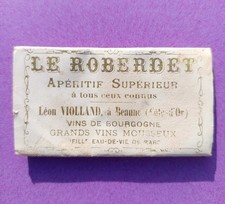 LE ROBERDET
APÉRITIF SUPÉRIEUR
à tous ceux connus
Léon VIOLLAND, à Beaune (Côte-d'Or)
VINS DE BOURGOGNE
GRANDS VINS MOUSSEUX
VIEILLE EAU-DE-VIE DE MARC